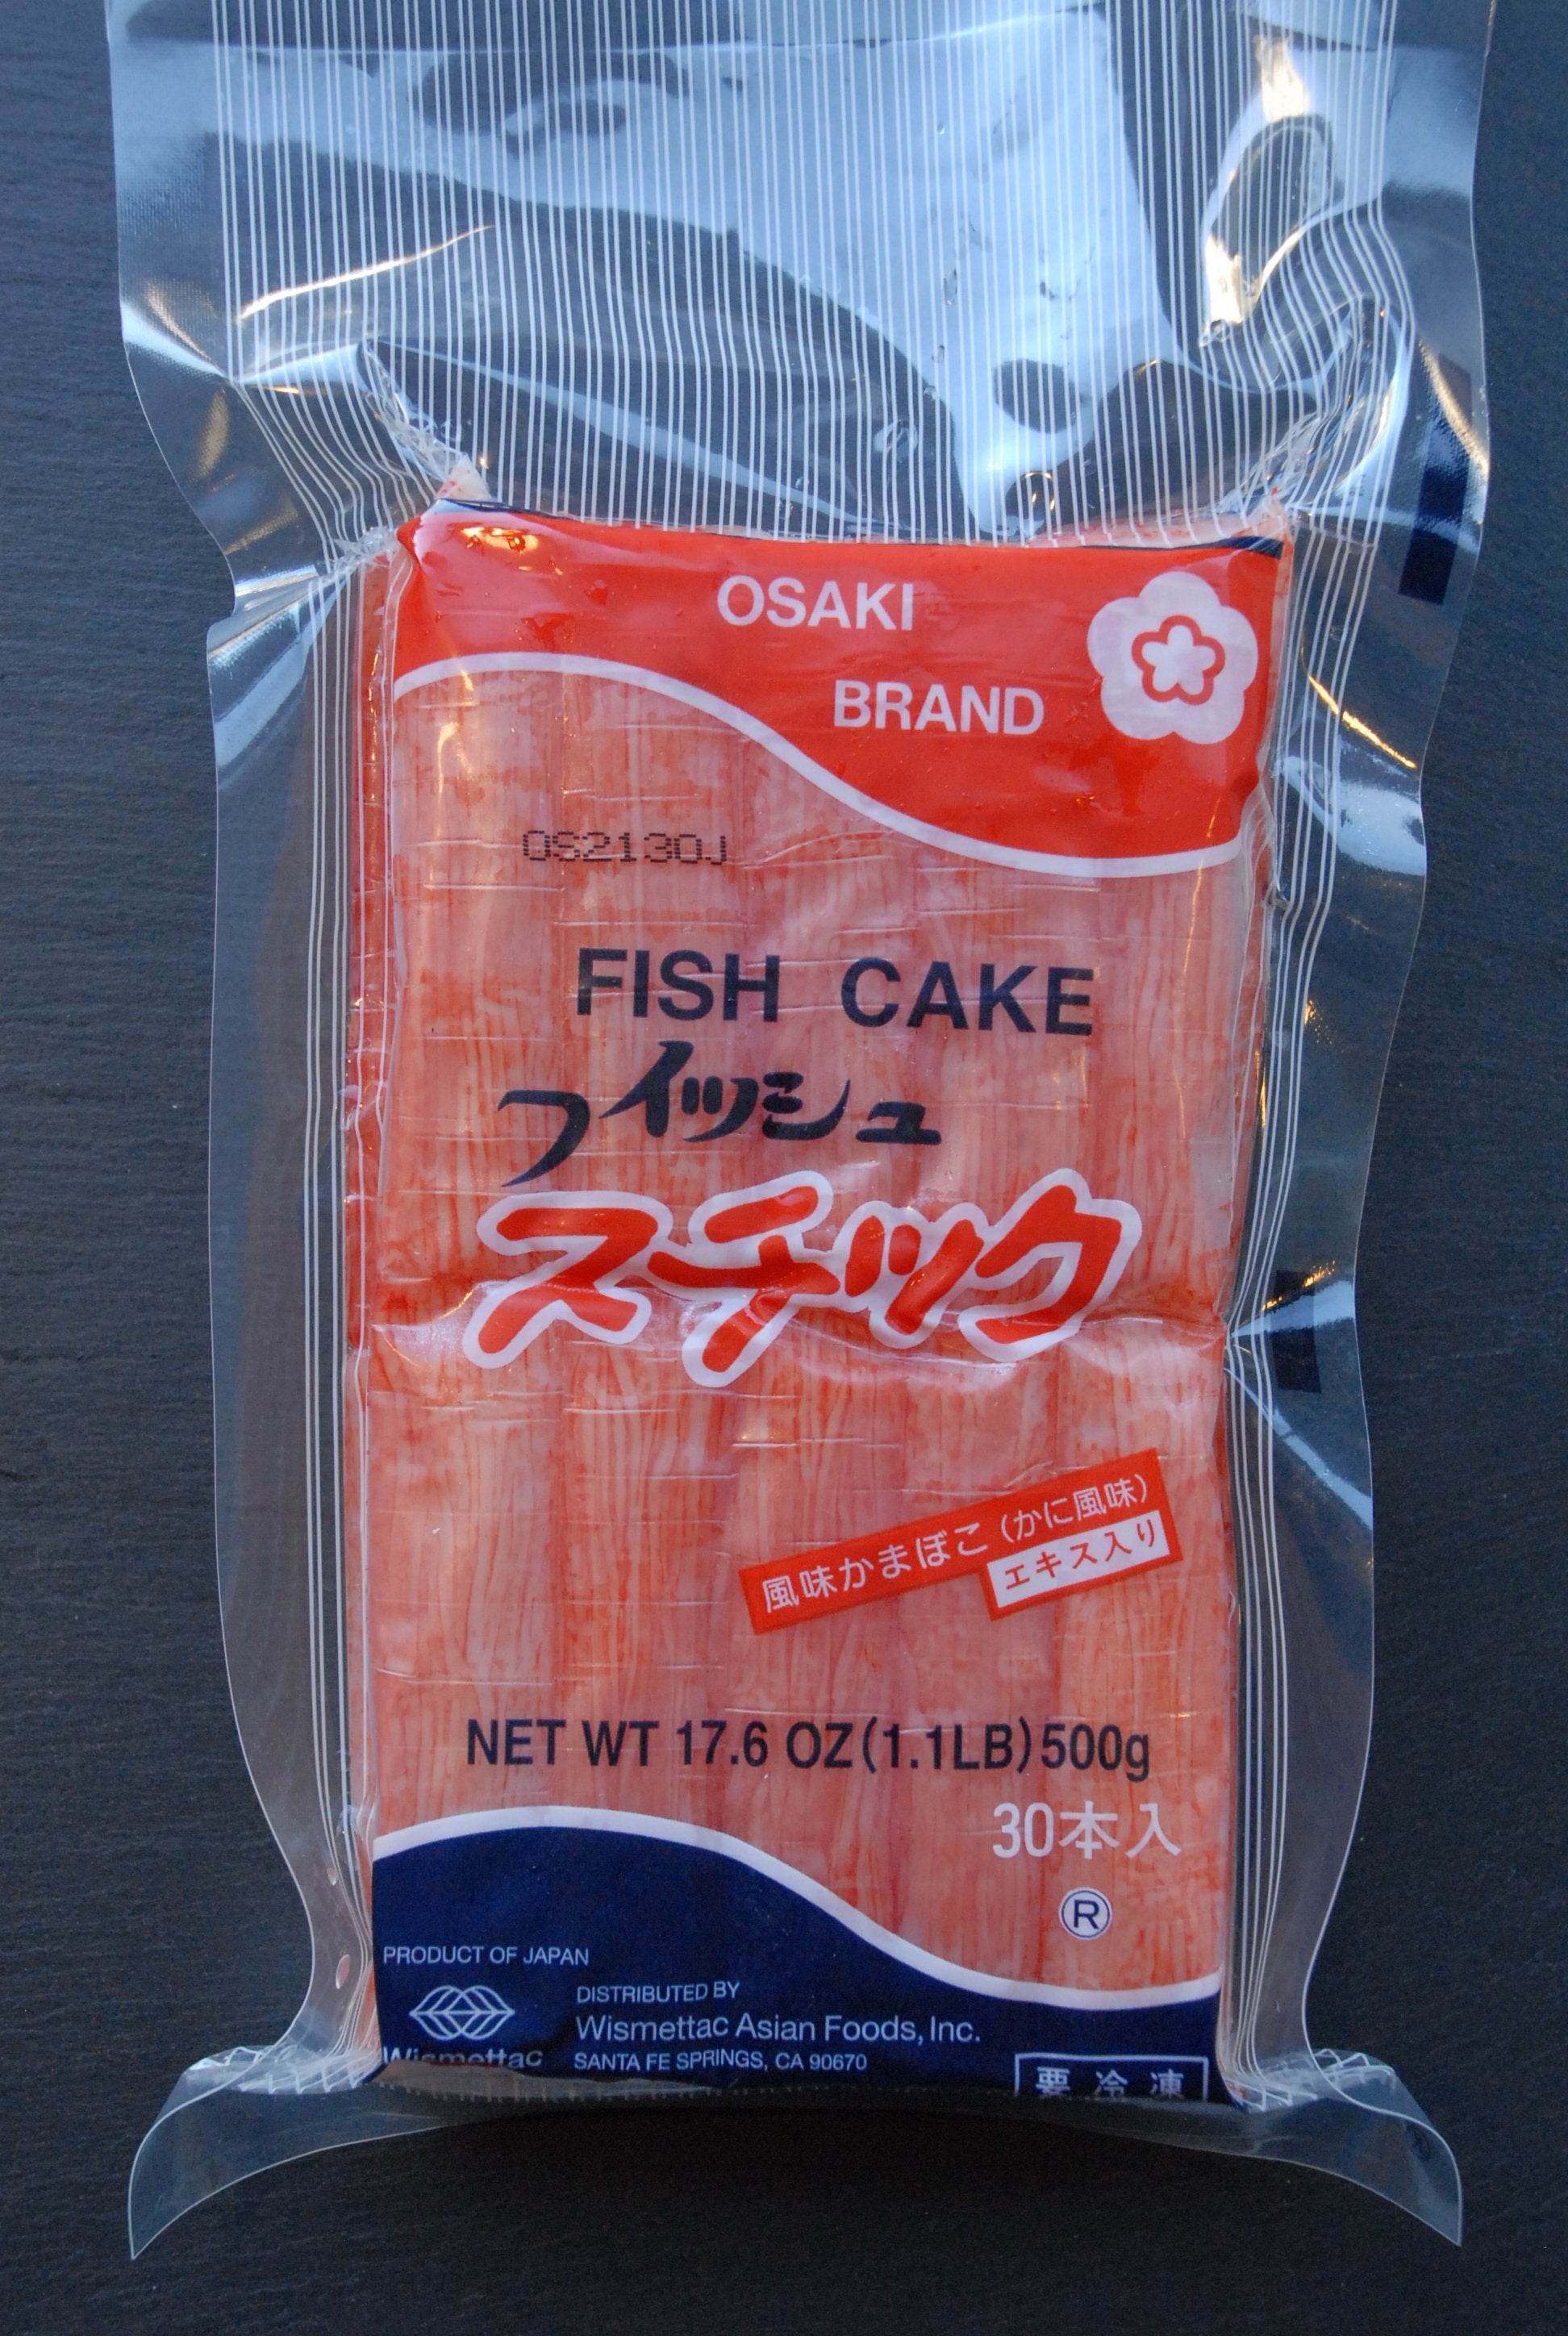 OSAKI
BRAND
OS2130J
FISH CAKE
フィッシュ
スチック
風味かまぼこ(かに風味)
エキス入り
NET WT 17.6 OZ(1.1LB)500g
30本入
®
PRODUCT OF JAPAN
DISTRIBUTED BY
Wismettac Asian Foods, Inc.
Wismettac
SANTA FE SPRINGS, CA 90670
要冷凍